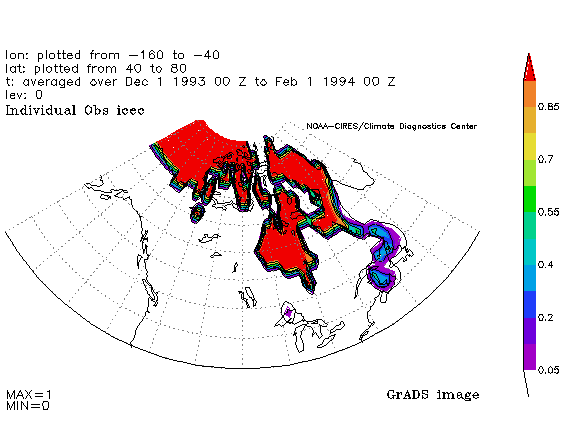 lon: plotted from −160 to −40
lat: plotted from 40 to 80
t: averaged over Dec 1 1993 00 Z to Feb 1 1994 00 Z
lev: 0
Individual Obs icec
NOAA−CIRES/Climate Diagnostics Center
0.85
0.7
0.55
0.4
0.2
0.05
MAX=1
MIN=0
GrADS image